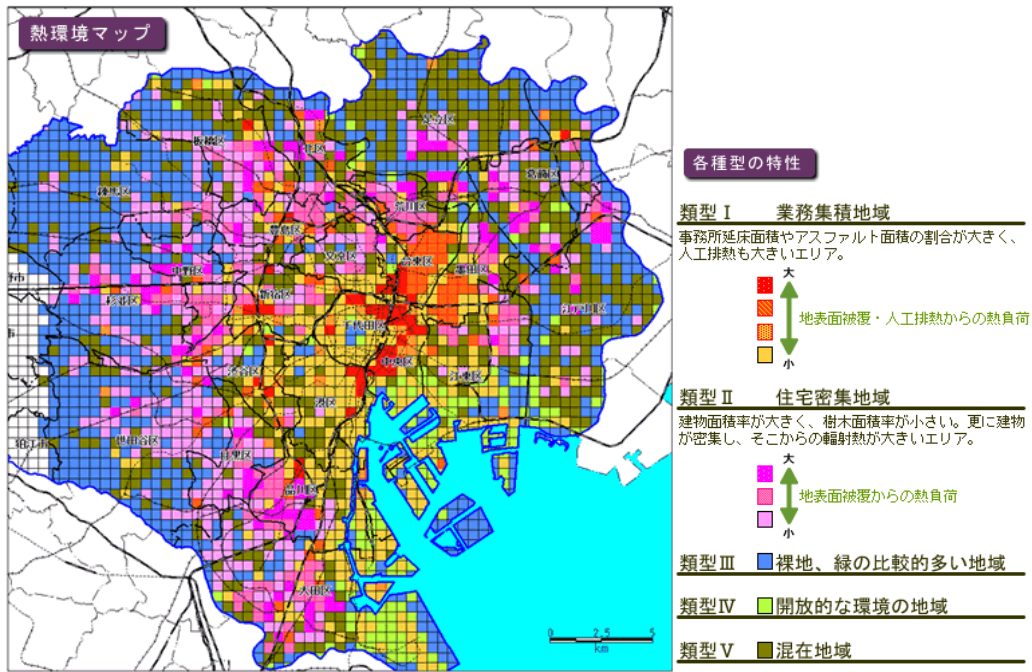 熱環境マップ
足立区
板橋区
北区
葛飾区
練馬区
荒川区
豊島区
文京区
台東区
墨田区
中野区
杉並区
新宿区
江戸川区
千代田区
中央区
渋谷区
江東区
港区
世田谷区
目黒区
狛江市
品川区
大田区
0 2.5 5
km
各種型の特性
類型Ⅰ 業務集積地域
事務所延床面積やアスファルト面積の割合が大きく、
人工排熱も大きいエリア。
大
地表面被覆・人工排熱からの熱負荷
小
類型Ⅱ 住宅密集地域
建物面積率が大きく、樹木面積率が小さい。更に建物
が密集し、そこからの輻射熱が大きいエリア。
大
地表面被覆からの熱負荷
小
類型Ⅲ 裸地、緑の比較的多い地域
類型Ⅳ 開放的な環境の地域
類型Ⅴ 混在地域